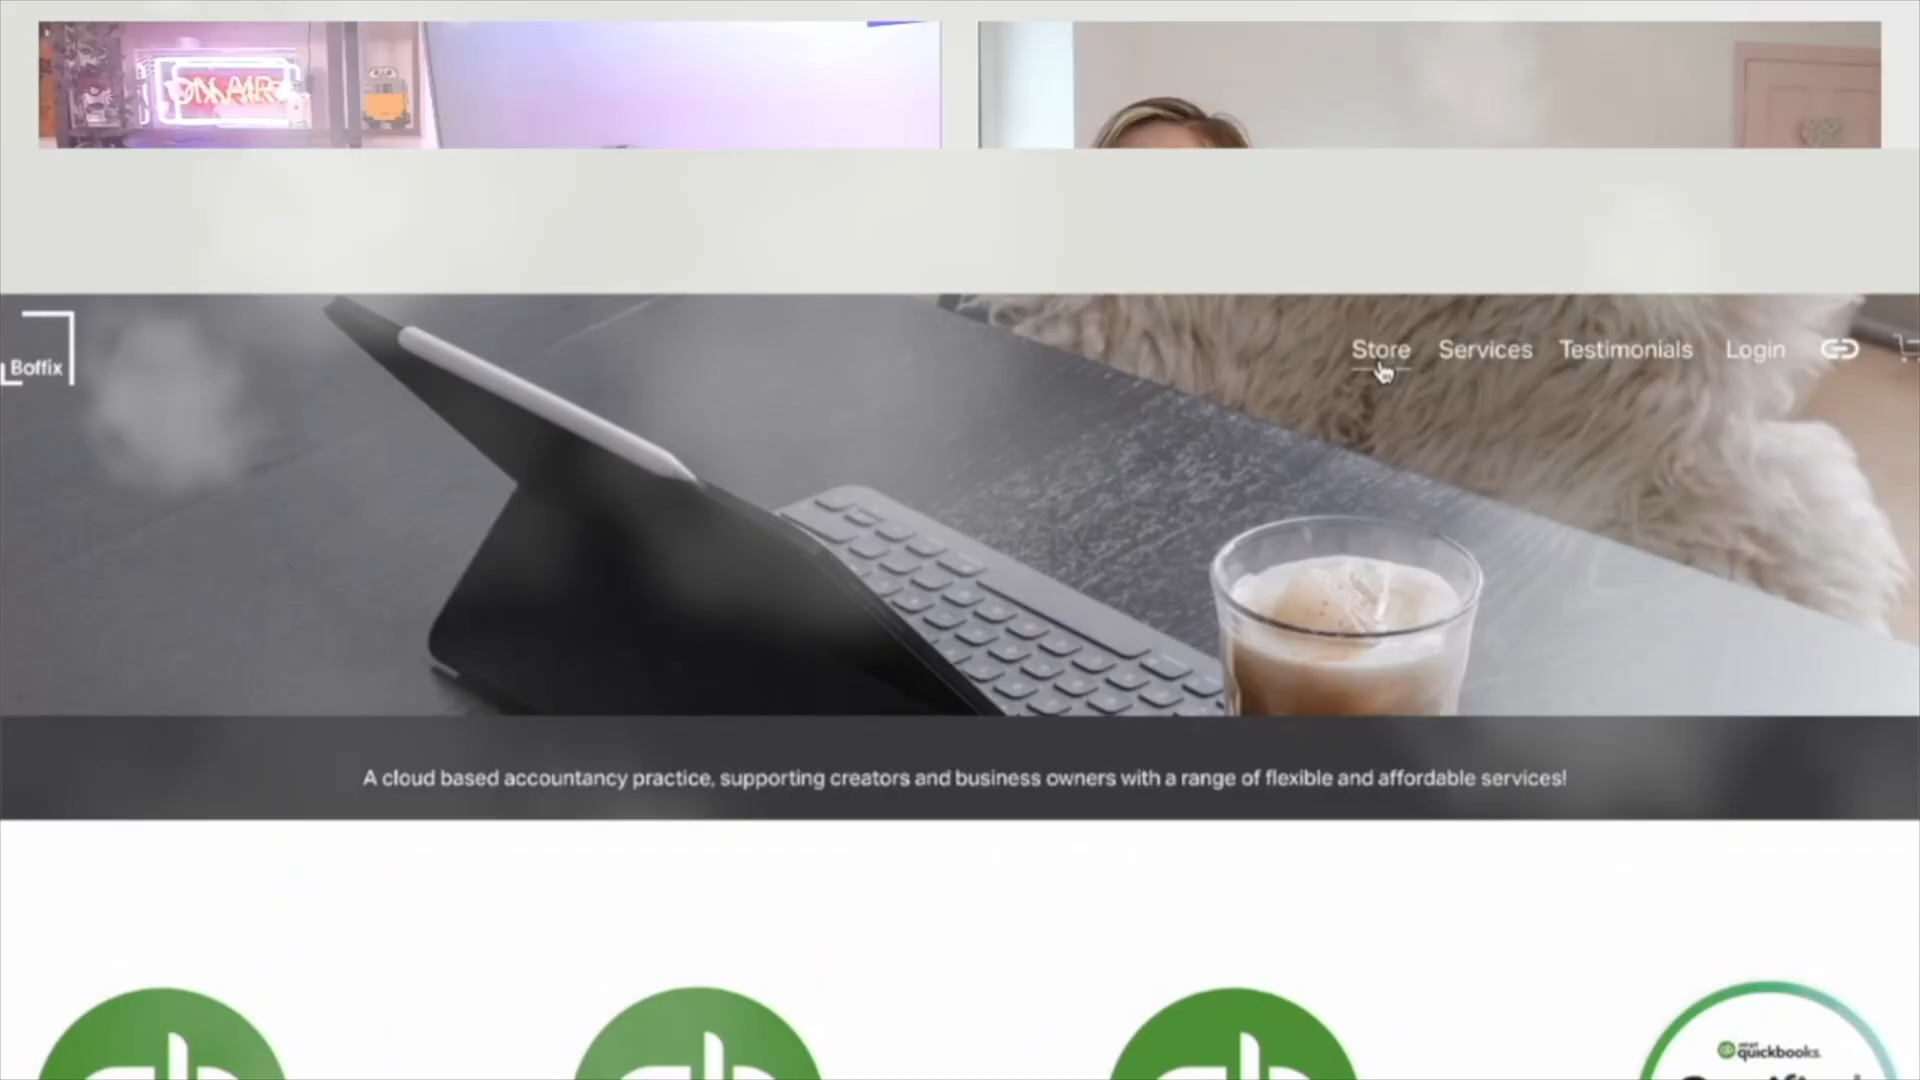 ON AIR
Store Services Testimonials Login
Boffix
A cloud based accountancy practice, supporting creators and business owners with a range of flexible and affordable services!
quickbooks.